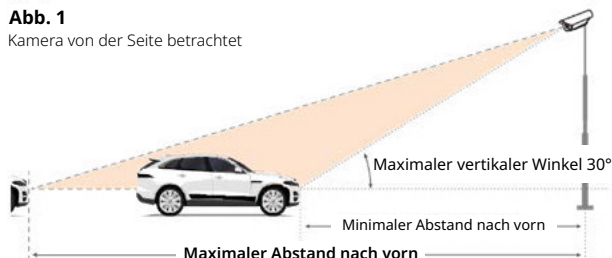 Abb. 1
Kamera von der Seite betrachtet
Maximaler vertikaler Winkel 30°
Minimaler Abstand nach vorn
Maximaler Abstand nach vorn